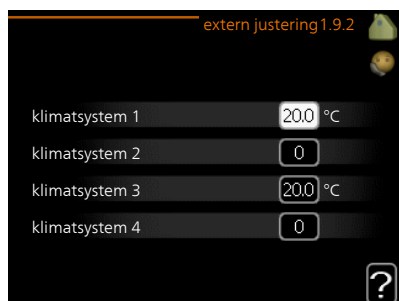 extern justering 1.9.2
klimatsystem 1 20.0 °C
klimatsystem 2 0
klimatsystem 3 20.0 °C
klimatsystem 4 0
?